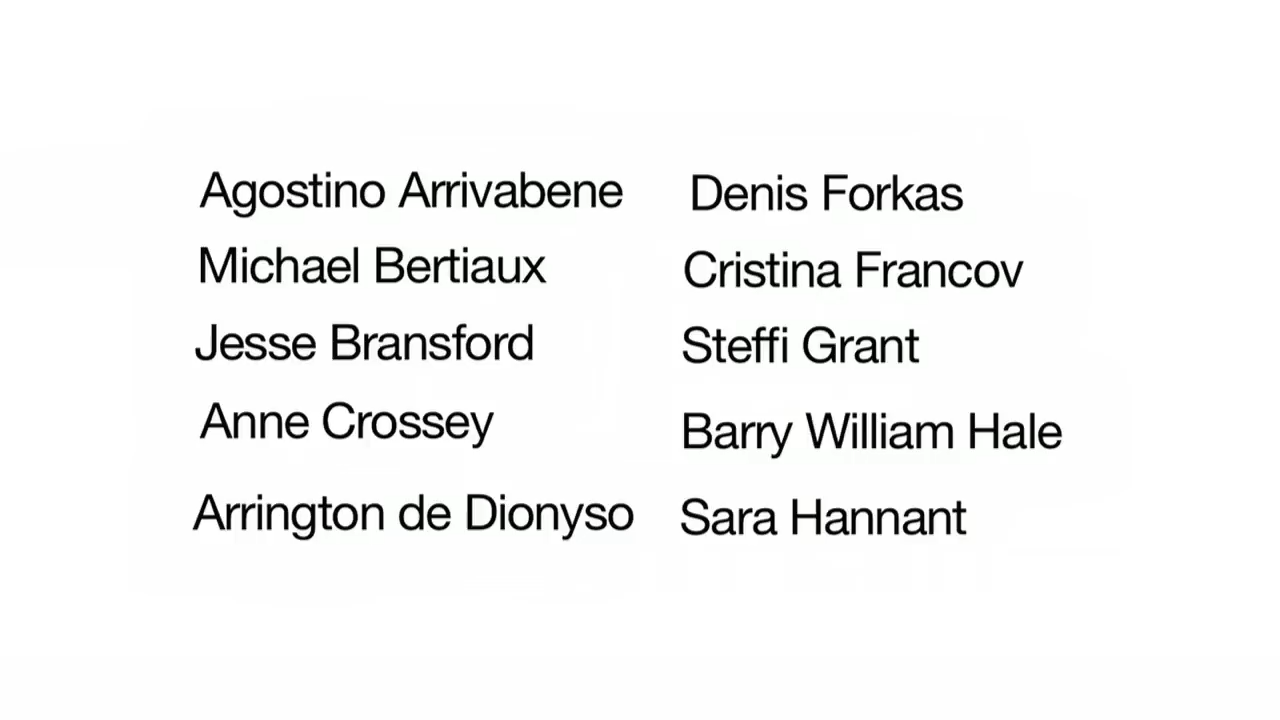 Agostino Arrivabene
Michael Bertiaux
Jesse Bransford
Anne Crossey
Arrington de Dionyso
Denis Forkas
Cristina Francov
Steffi Grant
Barry William Hale
Sara Hannant